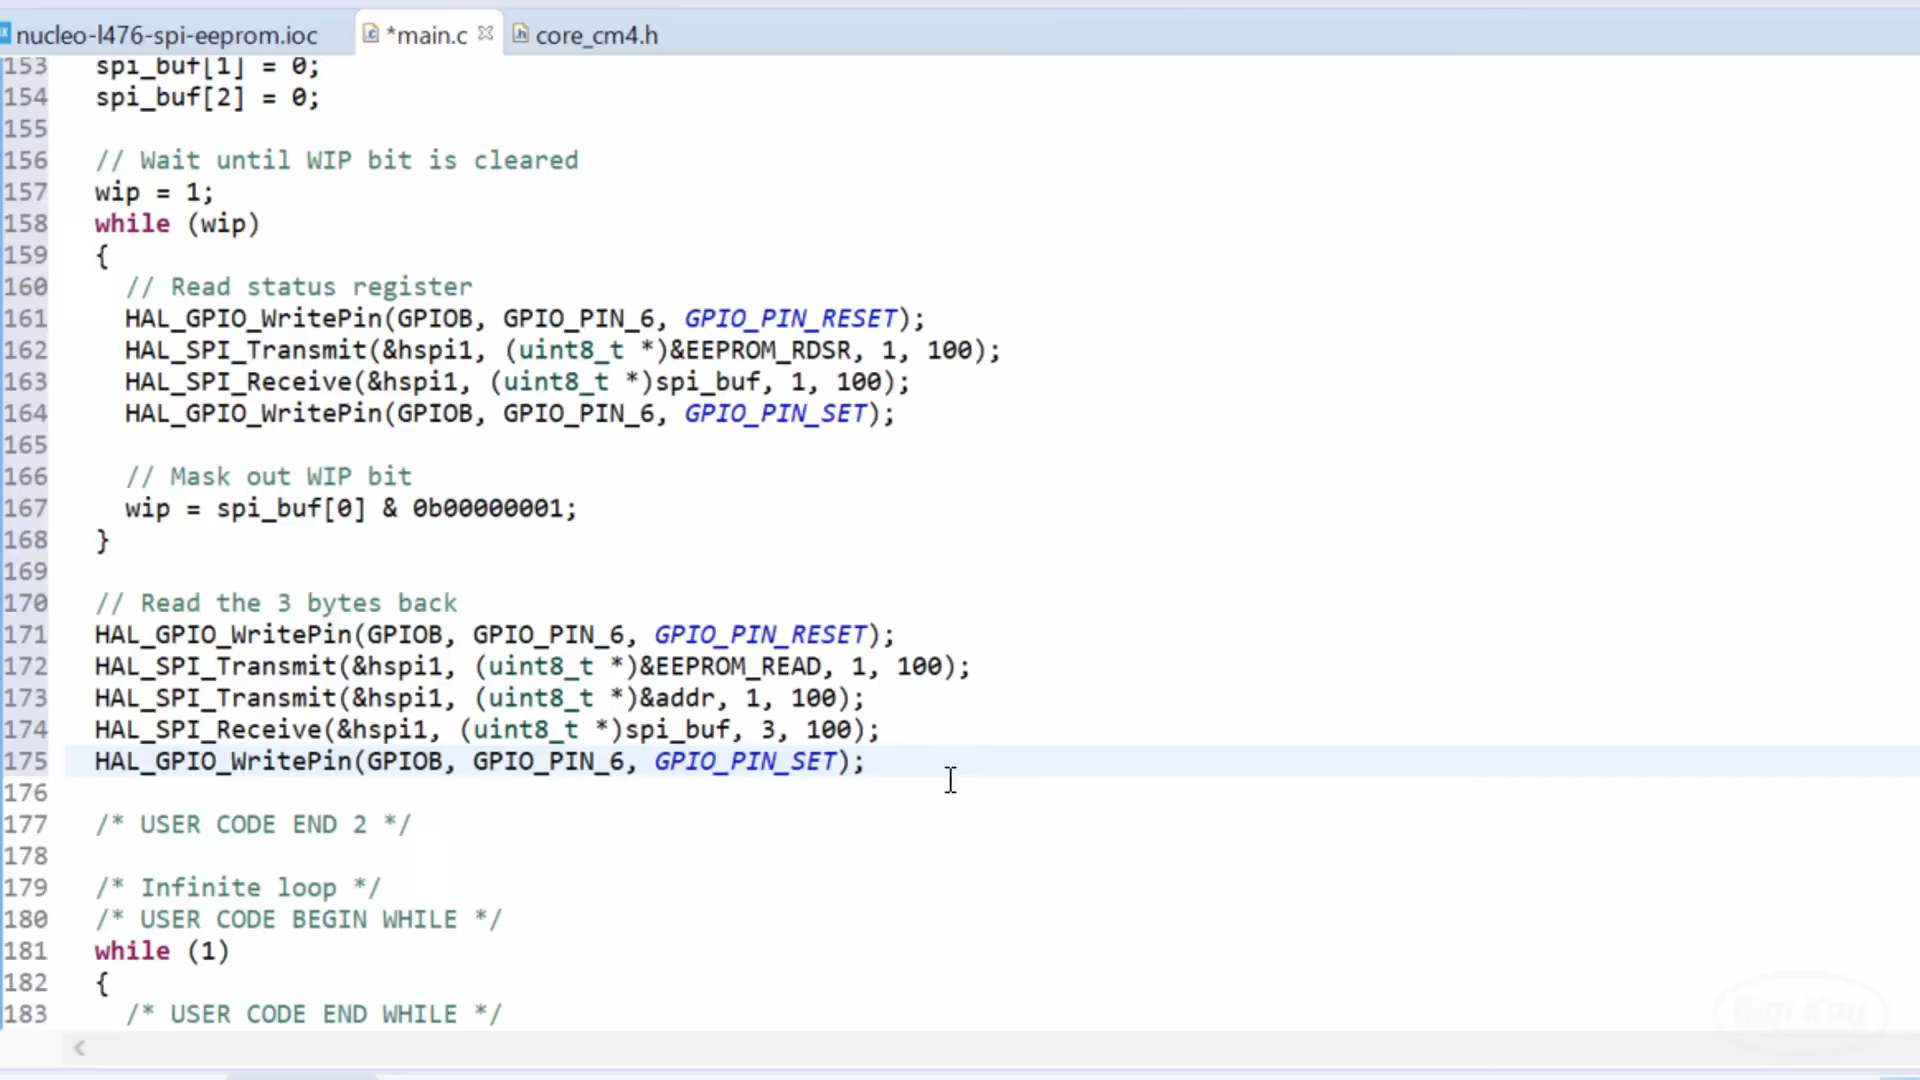 nucleo-l476-spi-eeprom.ioc *main.c core_cm4.h
153 spi_buf[1] = 0;
154 spi_buf[2] = 0;
155
156 // Wait until WIP bit is cleared
157 wip = 1;
158 while (wip)
159 {
160 // Read status register
161 HAL_GPIO_WritePin(GPIOB, GPIO_PIN_6, GPIO_PIN_RESET);
162 HAL_SPI_Transmit(&hspi1, (uint8_t *)&EEPROM_RDSR, 1, 100);
163 HAL_SPI_Receive(&hspi1, (uint8_t *)spi_buf, 1, 100);
164 HAL_GPIO_WritePin(GPIOB, GPIO_PIN_6, GPIO_PIN_SET);
165
166 // Mask out WIP bit
167 wip = spi_buf[0] & 0b00000001;
168 }
169
170 // Read the 3 bytes back
171 HAL_GPIO_WritePin(GPIOB, GPIO_PIN_6, GPIO_PIN_RESET);
172 HAL_SPI_Transmit(&hspi1, (uint8_t *)&EEPROM_READ, 1, 100);
173 HAL_SPI_Transmit(&hspi1, (uint8_t *)&addr, 1, 100);
174 HAL_SPI_Receive(&hspi1, (uint8_t *)spi_buf, 3, 100);
175 HAL_GPIO_WritePin(GPIOB, GPIO_PIN_6, GPIO_PIN_SET);
176
177 /* USER CODE END 2 */
178
179 /* Infinite loop */
180 /* USER CODE BEGIN WHILE */
181 while (1)
182 {
183 /* USER CODE END WHILE */
Digi-Key